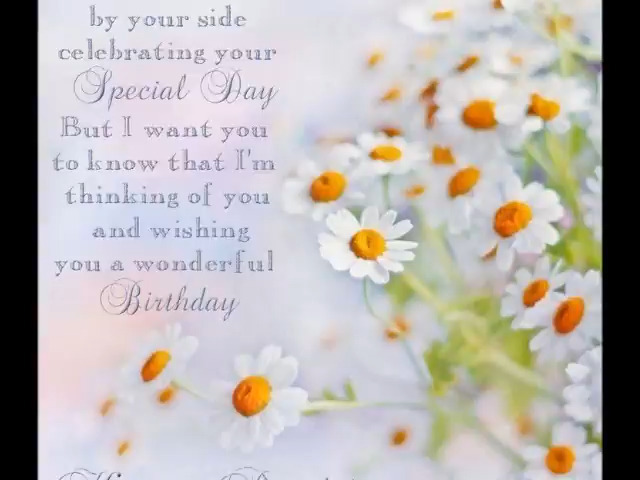 by your side
celebrating your
Special Day
But I want you
to know that I'm
thinking of you
and wishing
you a wonderful
Birthday